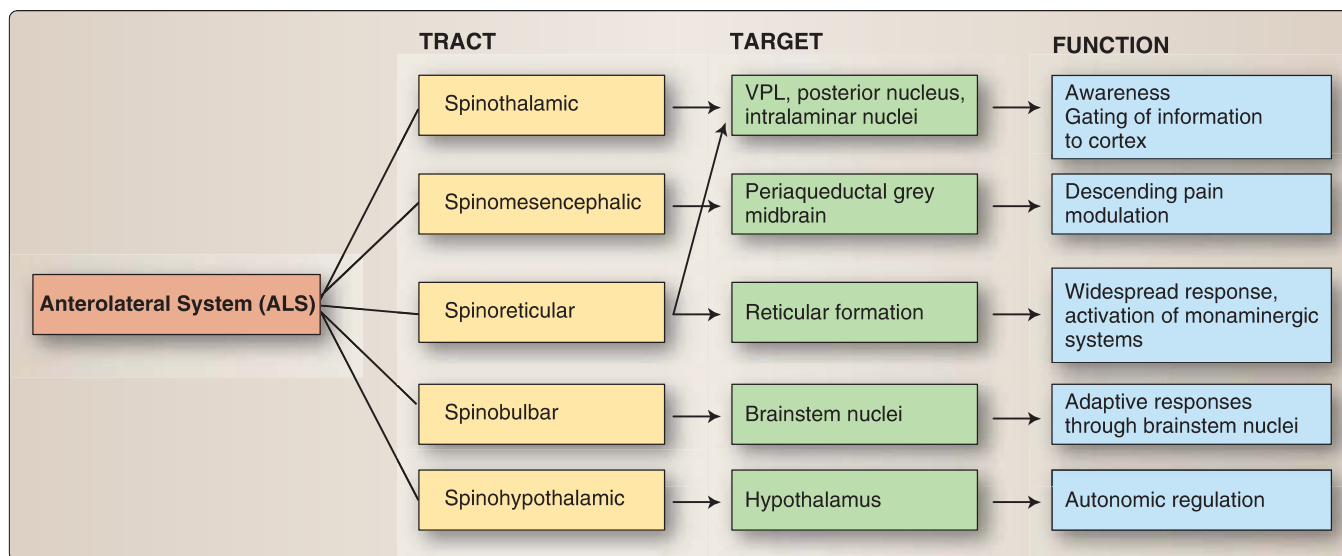 TRACT
TARGET
FUNCTION
Anterolateral System (ALS)
Spinothalamic
VPL, posterior nucleus,
intralaminar nuclei
Awareness
Gating of information
to cortex
Spinomesencephalic
Periaqueductal grey
midbrain
Descending pain
modulation
Spinoreticular
Reticular formation
Widespread response,
activation of monaminergic
systems
Spinobulbar
Brainstem nuclei
Adaptive responses
through brainstem nuclei
Spinohypothalamic
Hypothalamus
Autonomic regulation